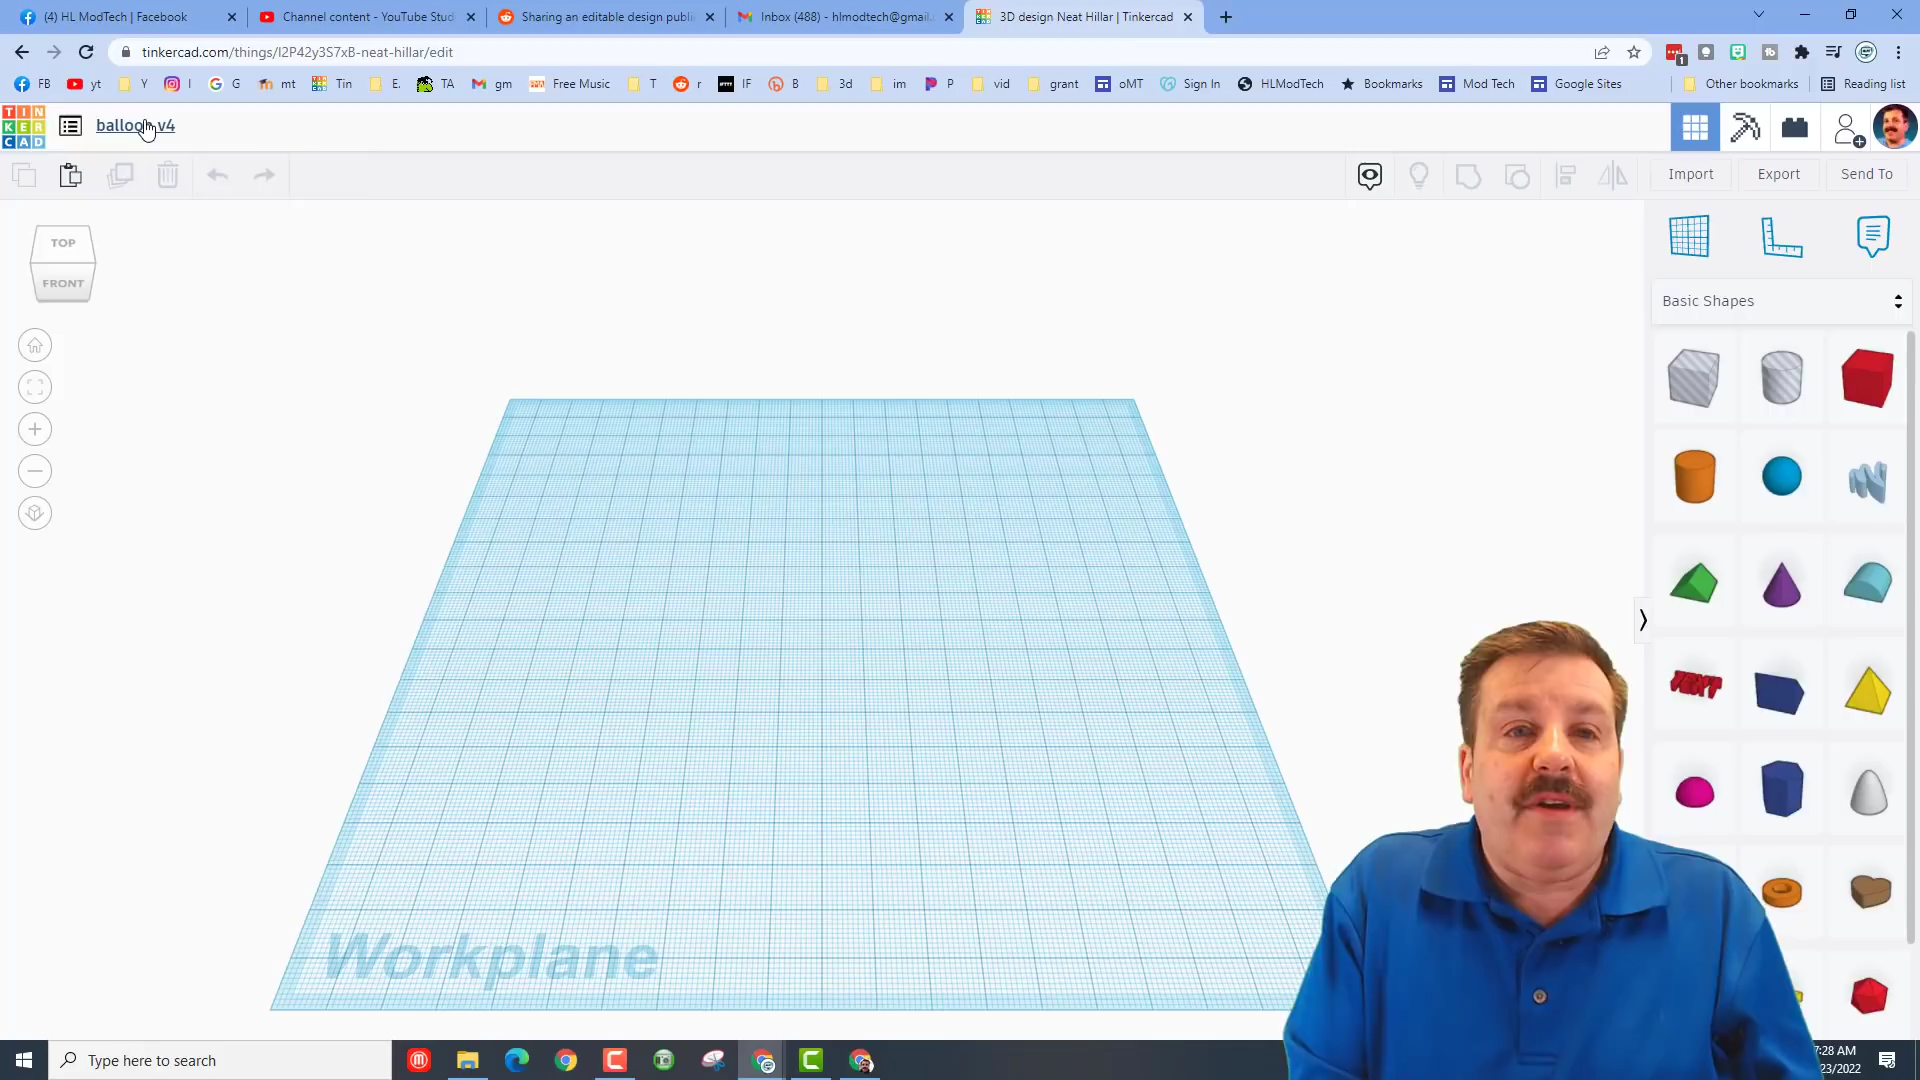 (4) HL ModTech | Facebook
Channel content - YouTube Stud
Sharing an editable design publi
Inbox (488) - hlmodtech@gmail.
3D design Neat Hillar | Tinkercad
tinkercad.com/things/I2P42y3S7xB-neat-hillar/edit
1
FB
yt
Y
I
G
mt
Tin
E.
TA
gm
Free Music
T
r
IF
B
3d
im
P
vid
grant
oMT
Sign In
HLModTech
Bookmarks
Mod Tech
Google Sites
Other bookmarks
Reading list
TIN
KER
CAD
balloon v4
Import
Export
Send To
TOP
FRONT
Basic Shapes
TEXT
Workplane
Type here to search
7:28 AM
23/2022